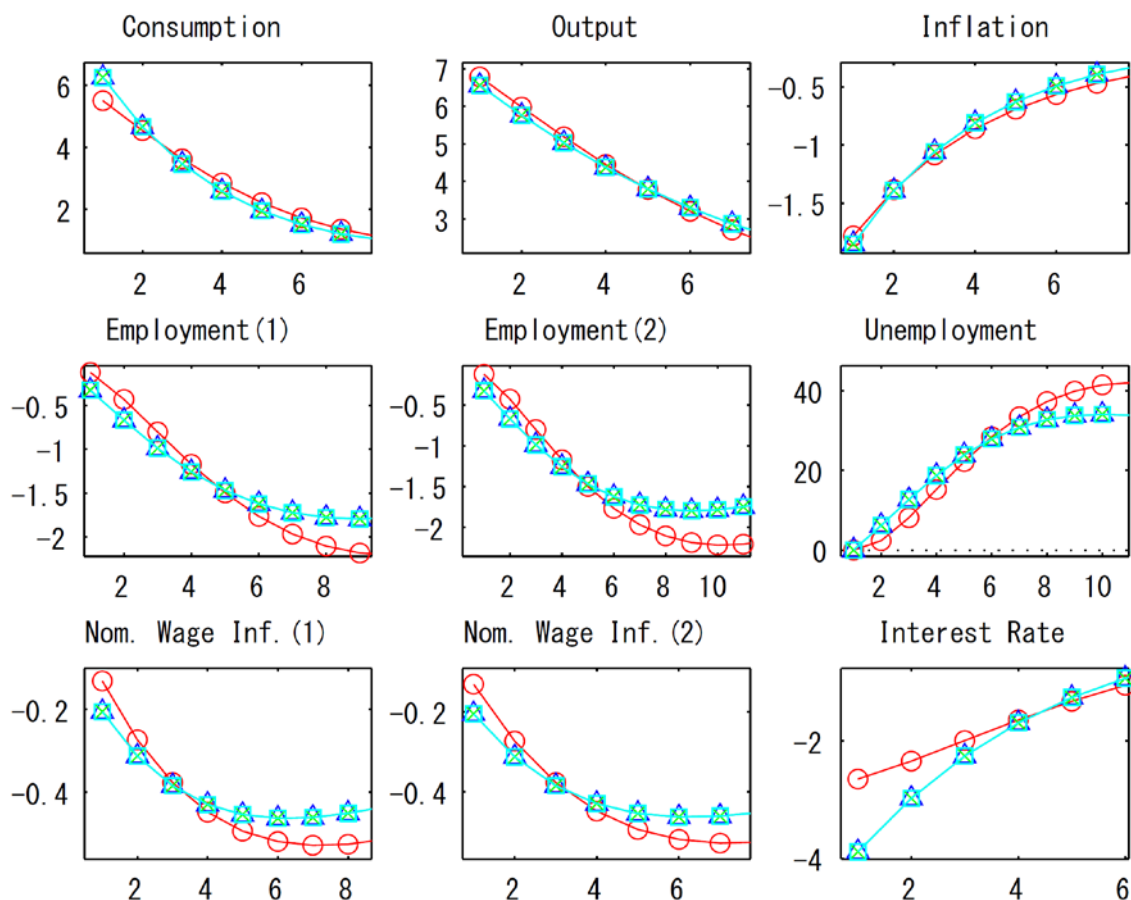 Consumption
6
4
2
2 4 6
Output
7
6
5
4
3
2 4 6
Inflation
-0.5
-1
-1.5
2 4 6
Employment(1)
-0.5
-1
-1.5
-2
2 4 6 8
Employment(2)
-0.5
-1
-1.5
-2
2 4 6 8 10
Unemployment
40
20
0
2 4 6 8 10
Nom. Wage Inf.(1)
-0.2
-0.4
2 4 6 8
Nom. Wage Inf.(2)
-0.2
-0.4
2 4 6
Interest Rate
-2
-4
2 4 6